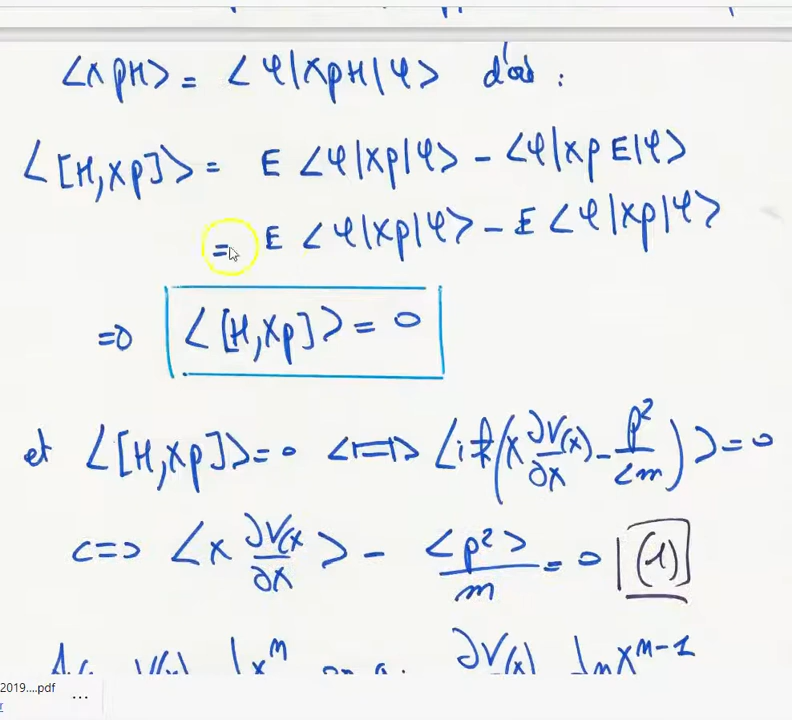 <XpH> = <φ|XpH|φ> d'où :
<[H,Xp]> = E <φ|Xp|φ> - <φ|Xp E|φ>
= E <φ|Xp|φ> - E <φ|Xp|φ>
=> <[H,Xp]> = 0
et <[H,Xp]> = 0 <=> <iħ(x ∂V(x)/∂x - p²/2m)> = 0
<=> <x ∂V(x/∂x> - <p²>/m = 0 (1)
∂V(x)
2019....pdf
...